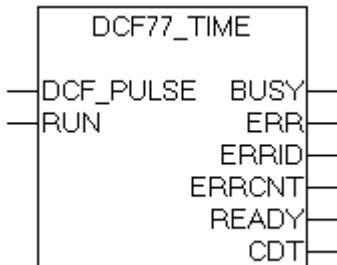 DCF77_TIME
DCF_PULSE BUSY
RUN ERR
ERRID
ERRCNT
READY
CDT